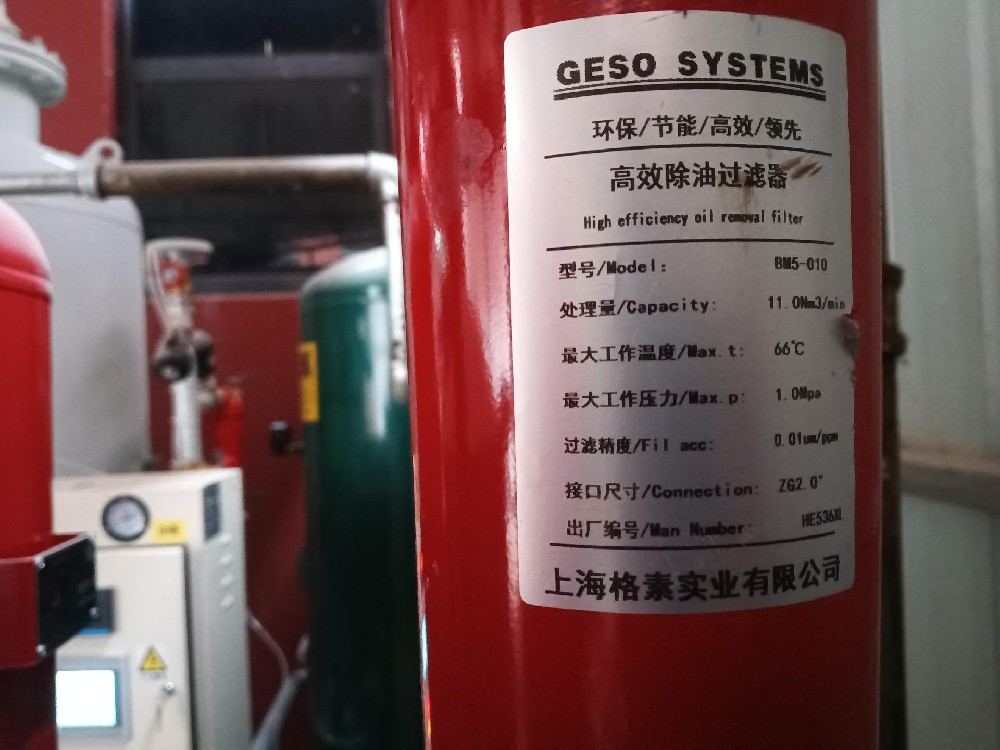 GESO SYSTEMS
环保/节能/高效/领先
高效除油过滤器
High efficiency oil removal filter
型号/Model: BM5-010
处理量/Capacity: 11.0Nm3/min
最大工作温度/Max.t: 66℃
最大工作压力/Max.p: 1.0Mpa
过滤精度/Fil acc: 0.01um/ppm
接口尺寸/Connection: ZG2.0"
出厂编号/Man Number: HE536XL
上海格素实业有限公司